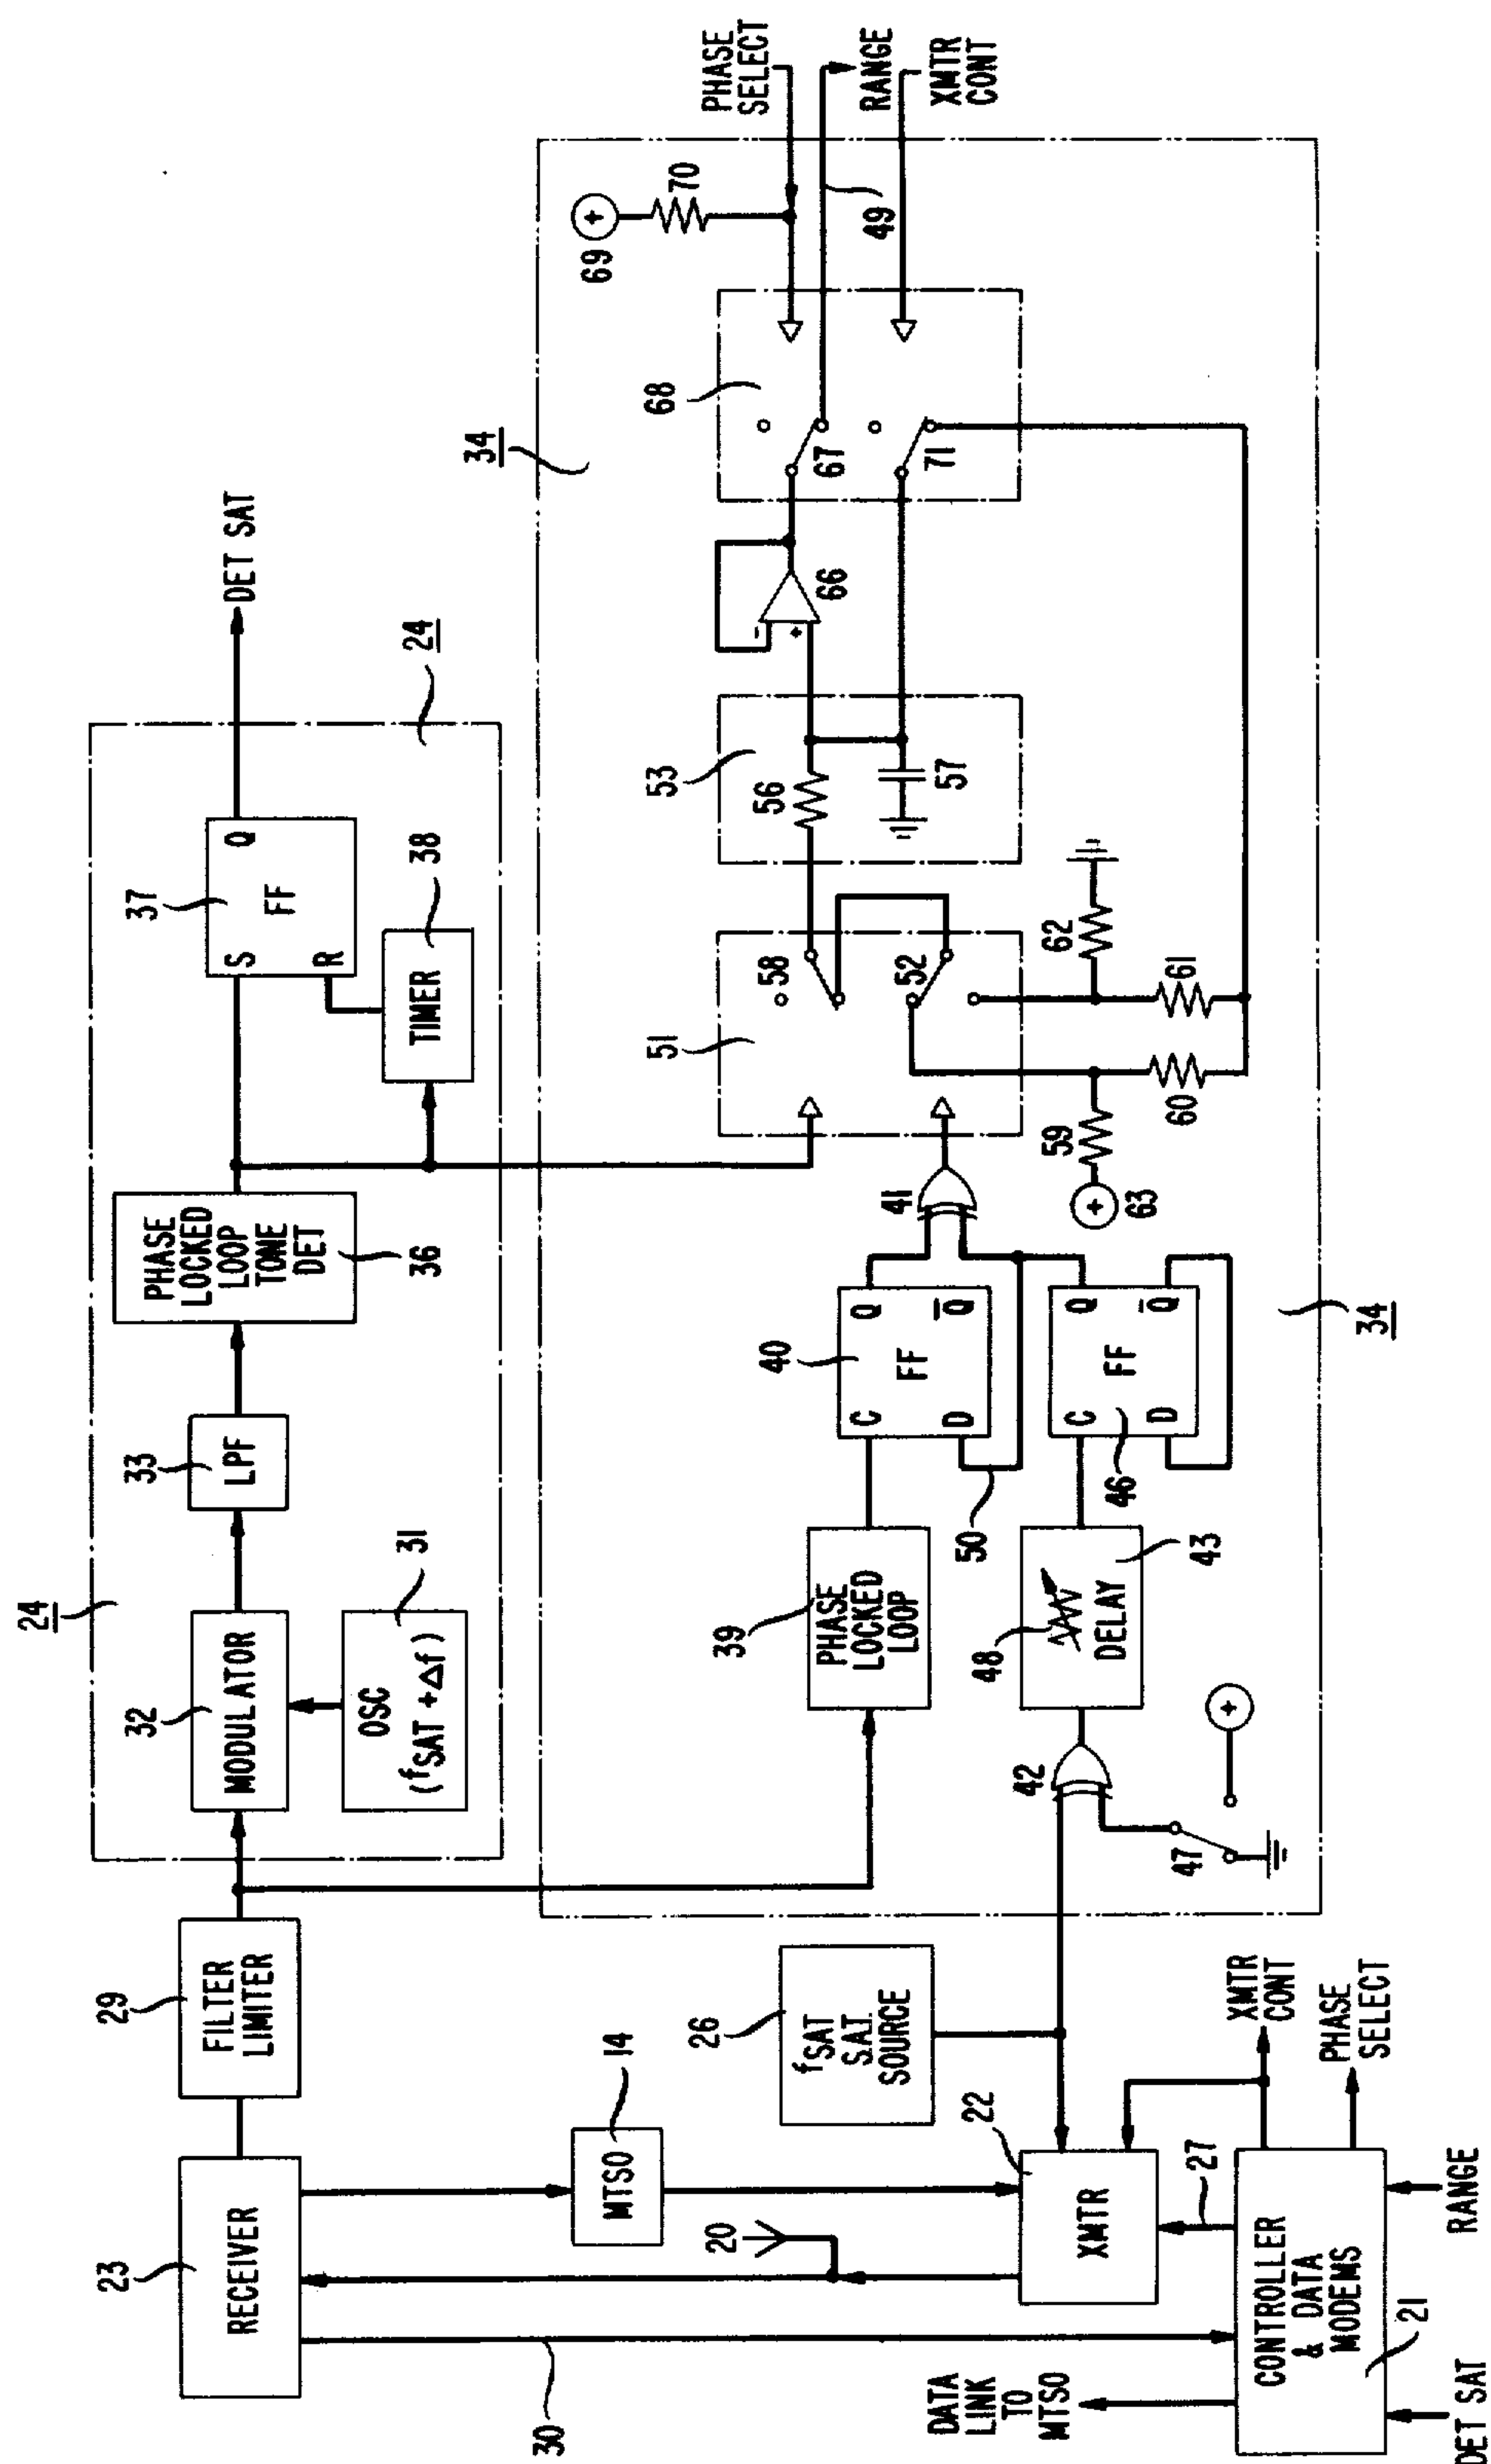 23
RECEIVER
30
29
FILTER
LIMITER
14
MTSO
20
26
fSAT
S.A.T.
SOURCE
22
XMTR
27
DATA
LINK
TO
MTSO
CONTROLLER
& DATA
MODEMS
21
DET SAT
RANGE
XMTR
CONT
PHASE
SELECT
24
32
MODULATOR
31
OSC
(fSAT +Δf)
33
LPF
PHASE
LOCKED
LOOP
TONE
DET
36
37
S
Q
FF
R
TIMER
38
24
DET SAT
34
39
PHASE
LOCKED
LOOP
40
C
Q
FF
D
Q̅
50
41
42
47
+
48
DELAY
43
C
Q
FF
46
D
Q̅
51
58
52
59
+
63
60
61
62
53
56
57
-
+
66
68
67
71
69
+
70
49
PHASE
SELECT
RANGE
XMTR
CONT
34